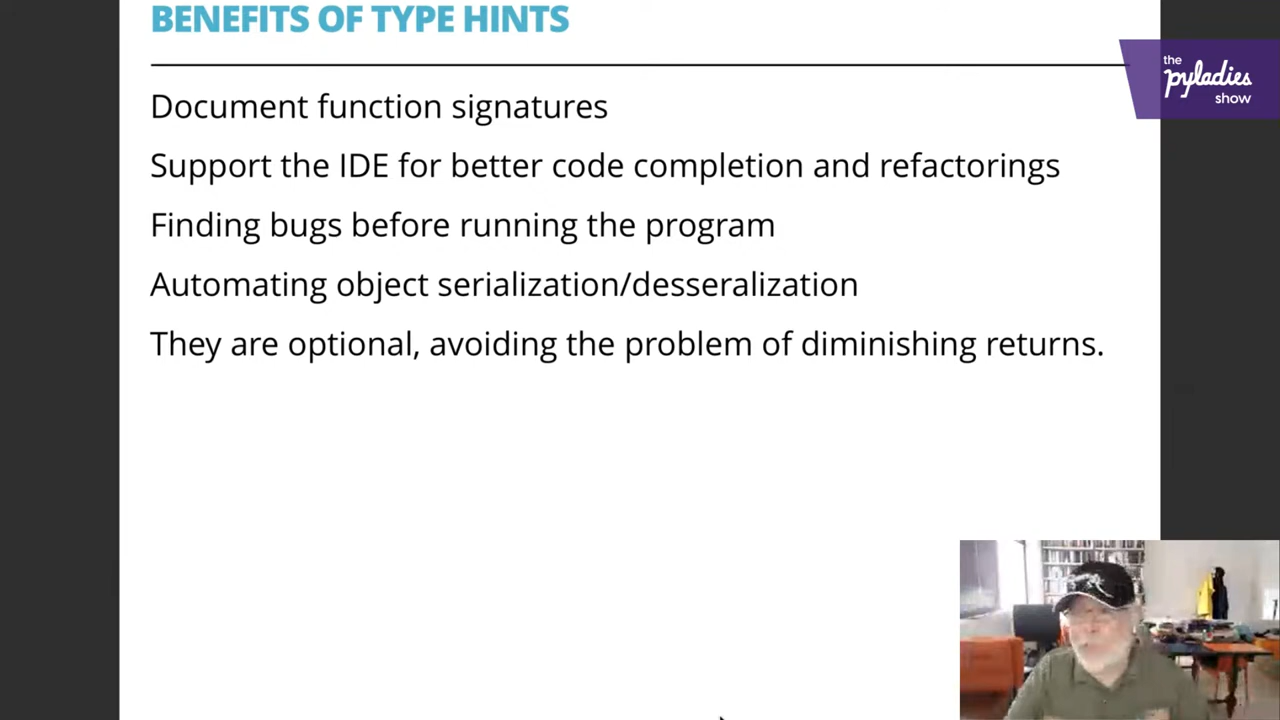 BENEFITS OF TYPE HINTS
the
pyladies
show
Document function signatures
Support the IDE for better code completion and refactorings
Finding bugs before running the program
Automating object serialization/desseralization
They are optional, avoiding the problem of diminishing returns.